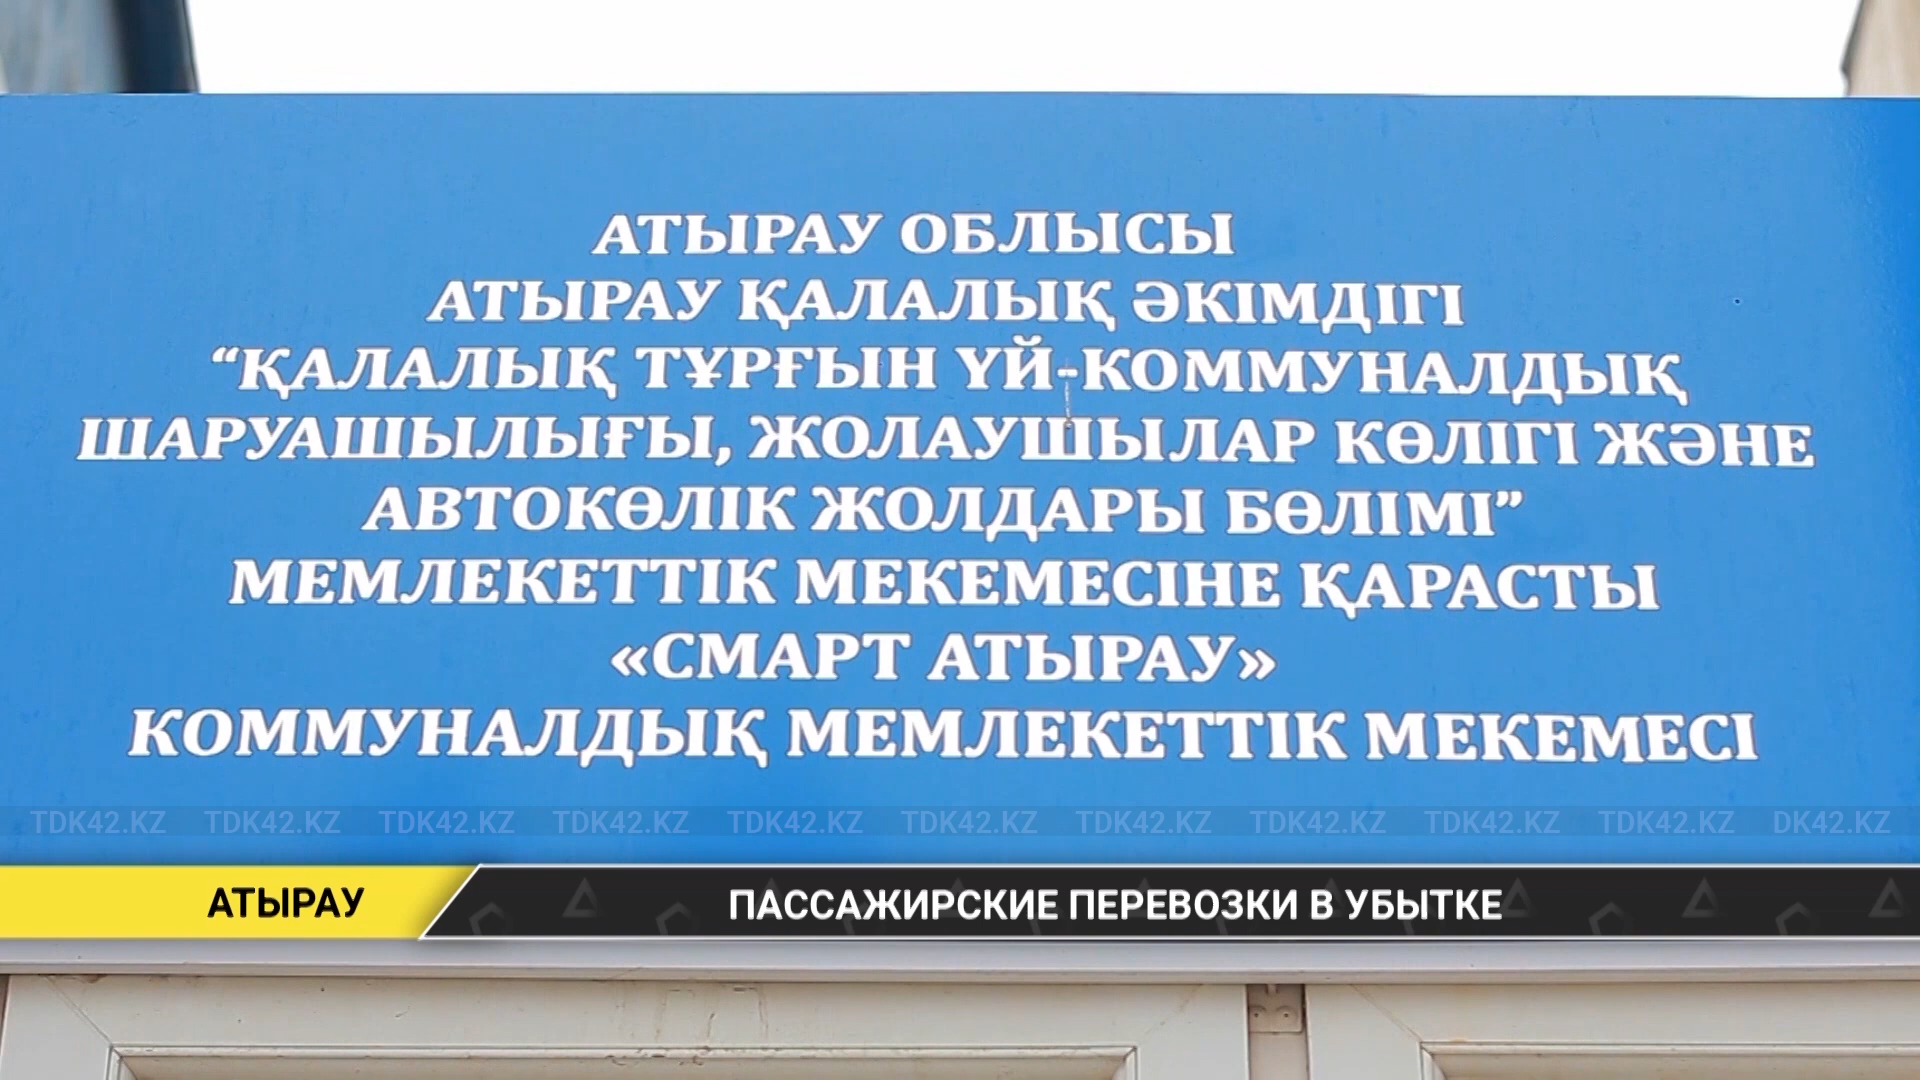 АТЫРАУ ОБЛЫСЫ
АТЫРАУ ҚАЛАЛЫҚ ӘКІМДІГІ
“ҚАЛАЛЫҚ ТҰРҒЫН ҮЙ-КОММУНАЛДЫҚ
ШАРУАШЫЛЫҒЫ, ЖОЛАУШЫЛАР КӨЛІГІ ЖӘНЕ
АВТОКӨЛІК ЖОЛДАРЫ БӨЛІМІ”
МЕМЛЕКЕТТІК МЕКЕМЕСІНЕ ҚАРАСТЫ
«СМАРТ АТЫРАУ»
КОММУНАЛДЫҚ МЕМЛЕКЕТТІК МЕКЕМЕСІ
TDK42.KZ TDK42.KZ TDK42.KZ TDK42.KZ TDK42.KZ TDK42.KZ TDK42.KZ TDK42.KZ TDK42.KZ TDK42.KZ DK42.KZ
АТЫРАУ ПАССАЖИРСКИЕ ПЕРЕВОЗКИ В УБЫТКЕ